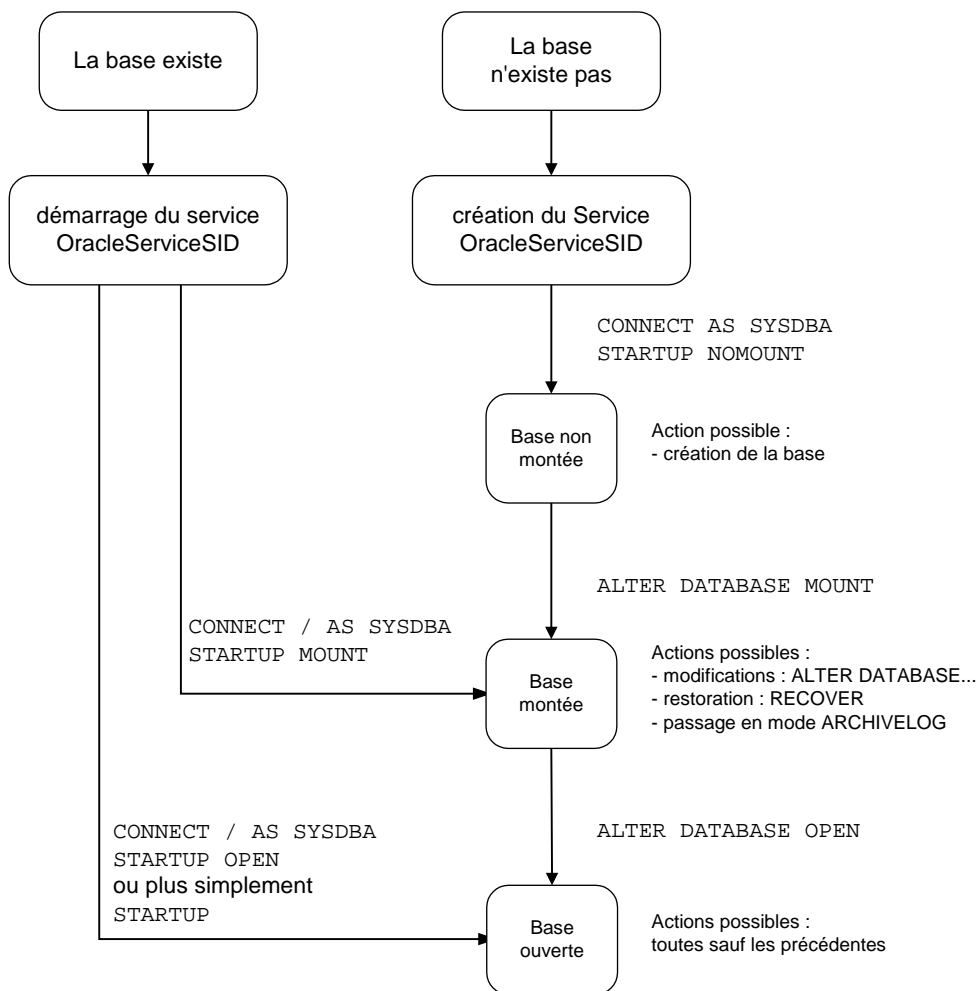 La base existe
La base
n'existe pas
démarrage du service
OracleServiceSID
création du Service
OracleServiceSID
CONNECT AS SYSDBA
STARTUP NOMOUNT
Base non
montée
Action possible :
- création de la base
ALTER DATABASE MOUNT
CONNECT / AS SYSDBA
STARTUP MOUNT
Base
montée
Actions possibles :
- modifications : ALTER DATABASE...
- restoration : RECOVER
- passage en mode ARCHIVELOG
CONNECT / AS SYSDBA
STARTUP OPEN
ou plus simplement
STARTUP
ALTER DATABASE OPEN
Base
ouverte
Actions possibles :
toutes sauf les précédentes